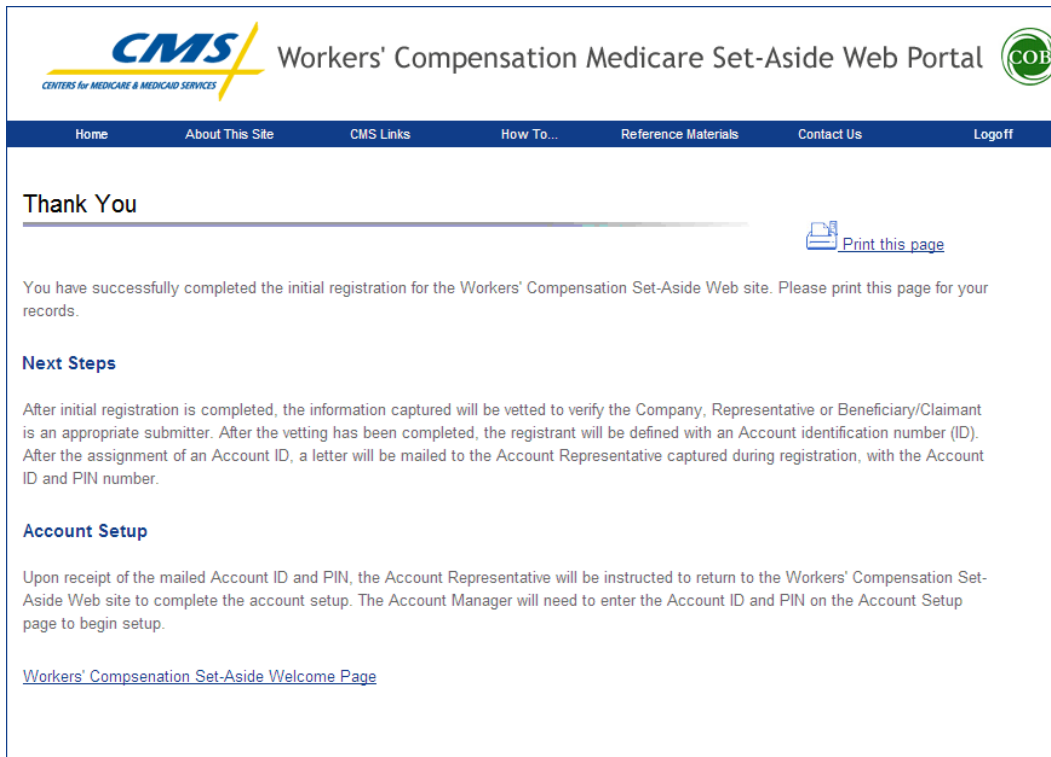 CMS
CENTERS for MEDICARE & MEDICAID SERVICES
Workers' Compensation Medicare Set-Aside Web Portal
COB
Home About This Site CMS Links How To... Reference Materials Contact Us Logoff
Thank You
Print this page
You have successfully completed the initial registration for the Workers' Compensation Set-Aside Web site. Please print this page for your
records.
Next Steps
After initial registration is completed, the information captured will be vetted to verify the Company, Representative or Beneficiary/Claimant
is an appropriate submitter. After the vetting has been completed, the registrant will be defined with an Account identification number (ID).
After the assignment of an Account ID, a letter will be mailed to the Account Representative captured during registration, with the Account
ID and PIN number.
Account Setup
Upon receipt of the mailed Account ID and PIN, the Account Representative will be instructed to return to the Workers' Compensation Set-
Aside Web site to complete the account setup. The Account Manager will need to enter the Account ID and PIN on the Account Setup
page to begin setup.
Workers' Compsenation Set-Aside Welcome Page